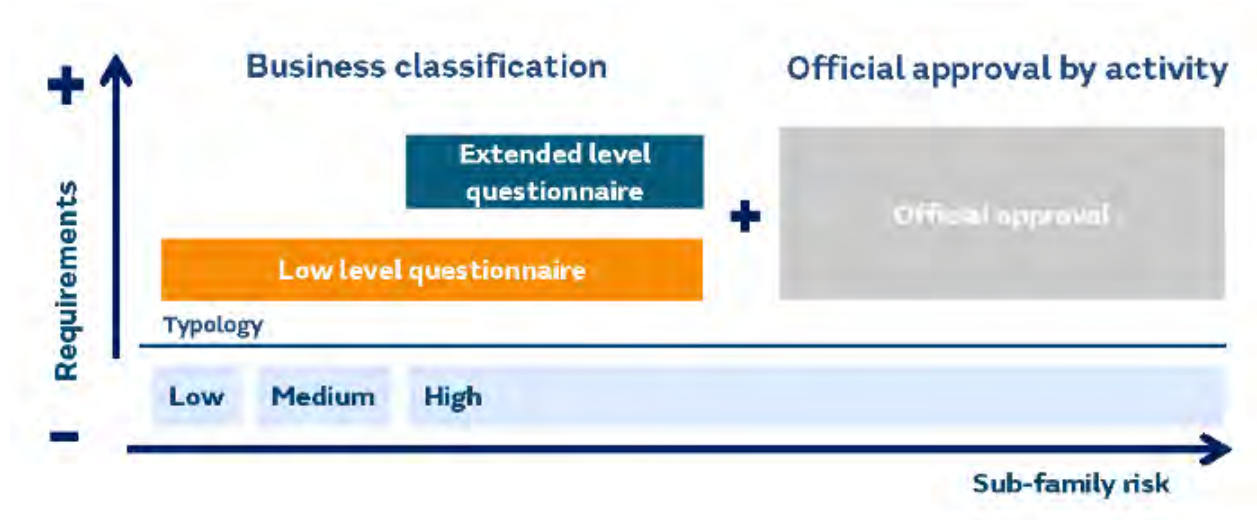 Business classification
Official approval by activity
+
Requirements
-
Extended level
questionnaire
Low level questionnaire
+
Official approval
Typology
Low
Medium
High
Sub-family risk